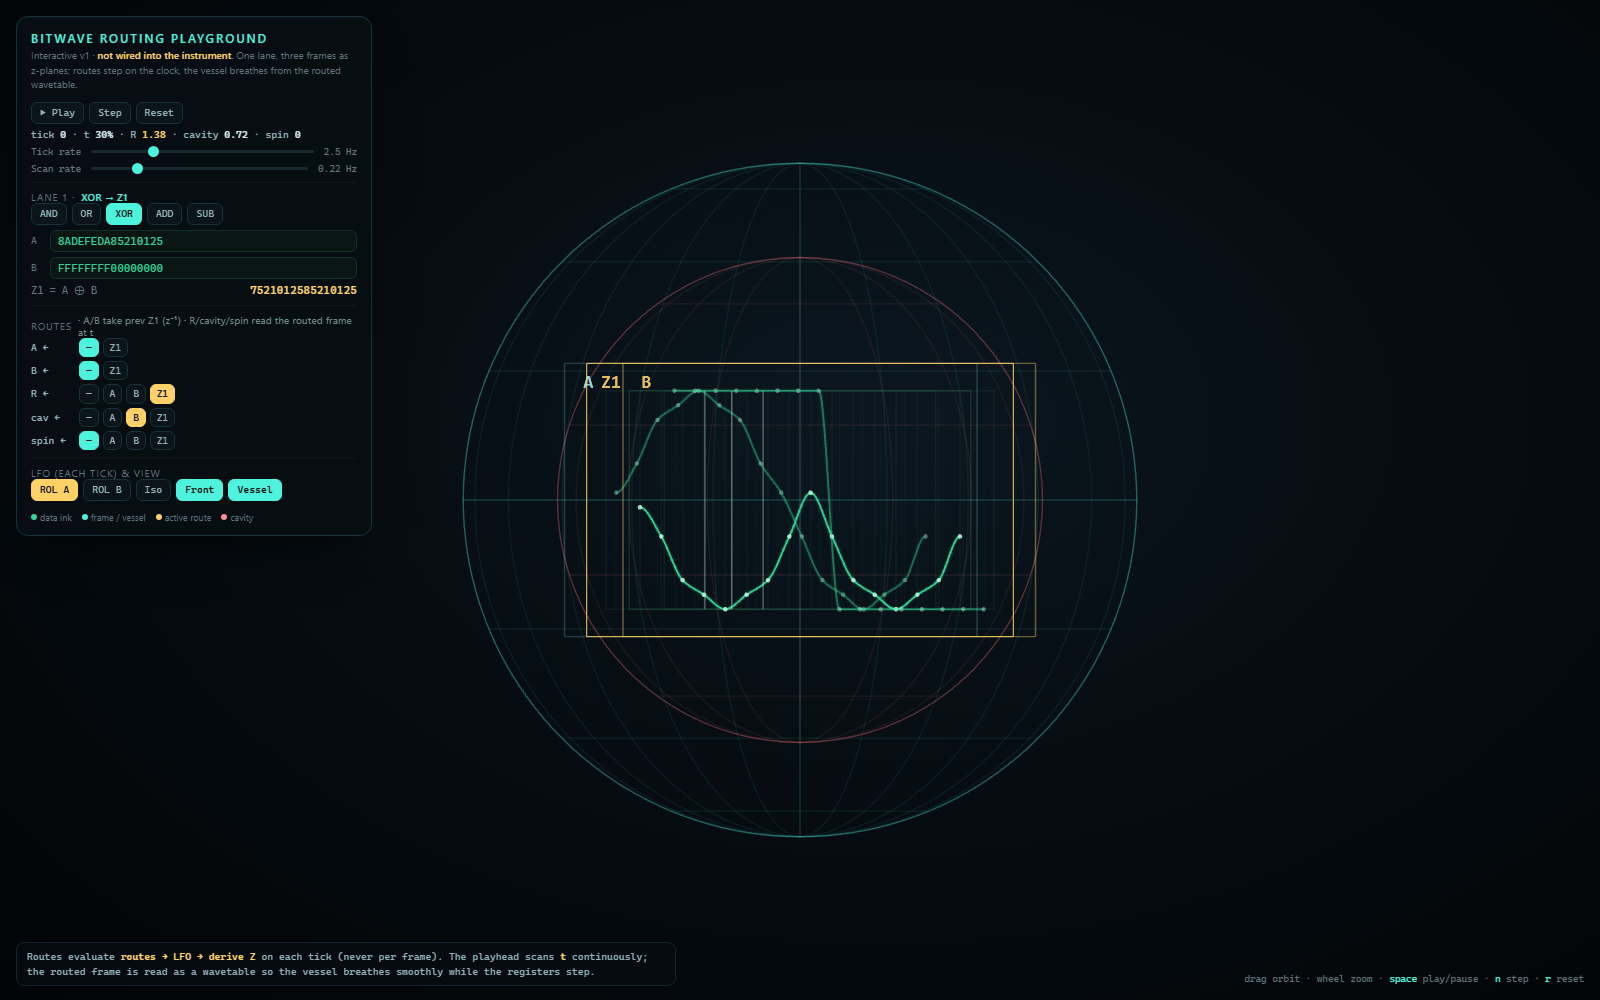 BITWAVE ROUTING PLAYGROUND
Interactive v1 · not wired into the instrument. One lane, three frames as
z-planes; routes step on the clock, the vessel breathes from the routed
wavetable.
▶ Play Step Reset
tick 0 · t 30% · R 1.38 · cavity 0.72 · spin 0
Tick rate 2.5 Hz
Scan rate 0.22 Hz
LANE 1 · XOR → Z1
AND OR XOR ADD SUB
A 8ADEFEDA85210125
B FFFFFFFF00000000
Z1 = A ⊕ B 7521012585210125
ROUTES · A/B take prev Z1 (z⁻¹) · R/cavity/spin read the routed frame
at t
A ← — Z1
B ← — Z1
R ← — A B Z1
cav ← — A B Z1
spin ← — A B Z1
LFO (EACH TICK) & VIEW
ROL A ROL B Iso Front Vessel
data ink frame / vessel active route cavity
A Z1 B
Routes evaluate routes → LFO → derive Z on each tick (never per frame). The playhead scans t continuously;
the routed frame is read as a wavetable so the vessel breathes smoothly while the registers step.
drag orbit · wheel zoom · space play/pause · n step · r reset